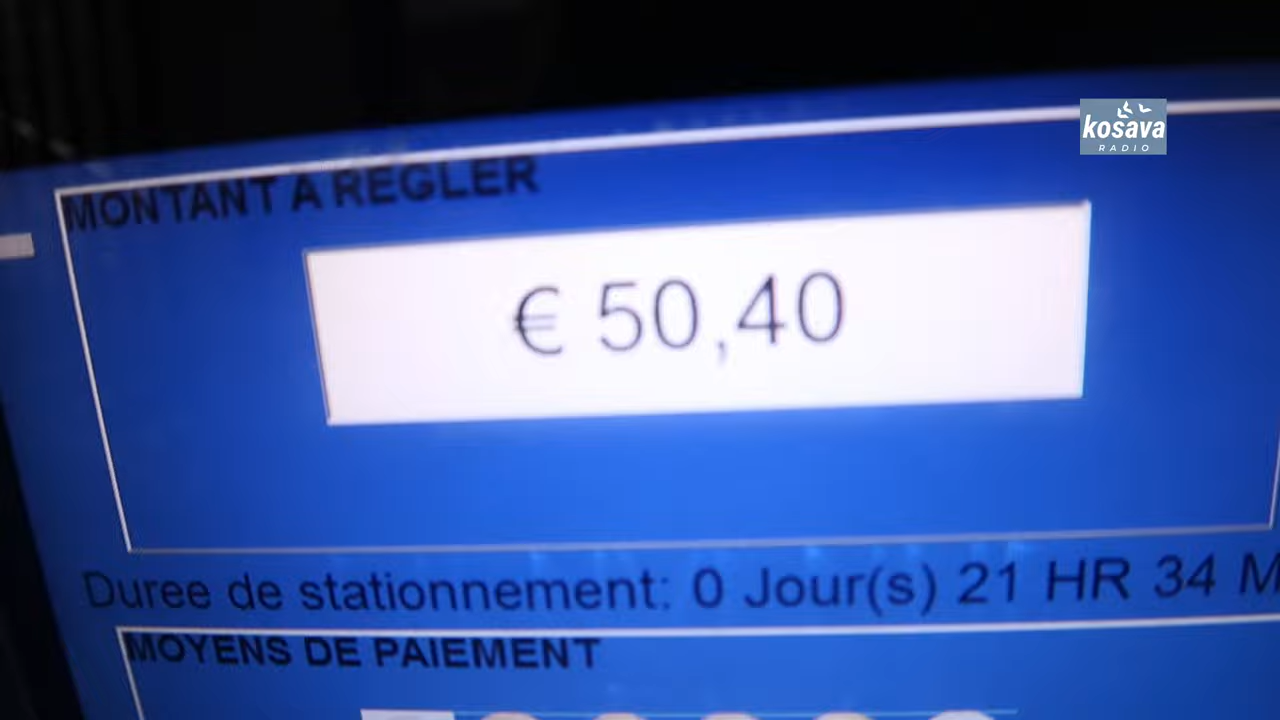 kosava
RADIO
MONTANT A REGLER
€ 50,40
Duree de stationnement: 0 Jour(s) 21 HR 34 M
MOYENS DE PAIEMENT